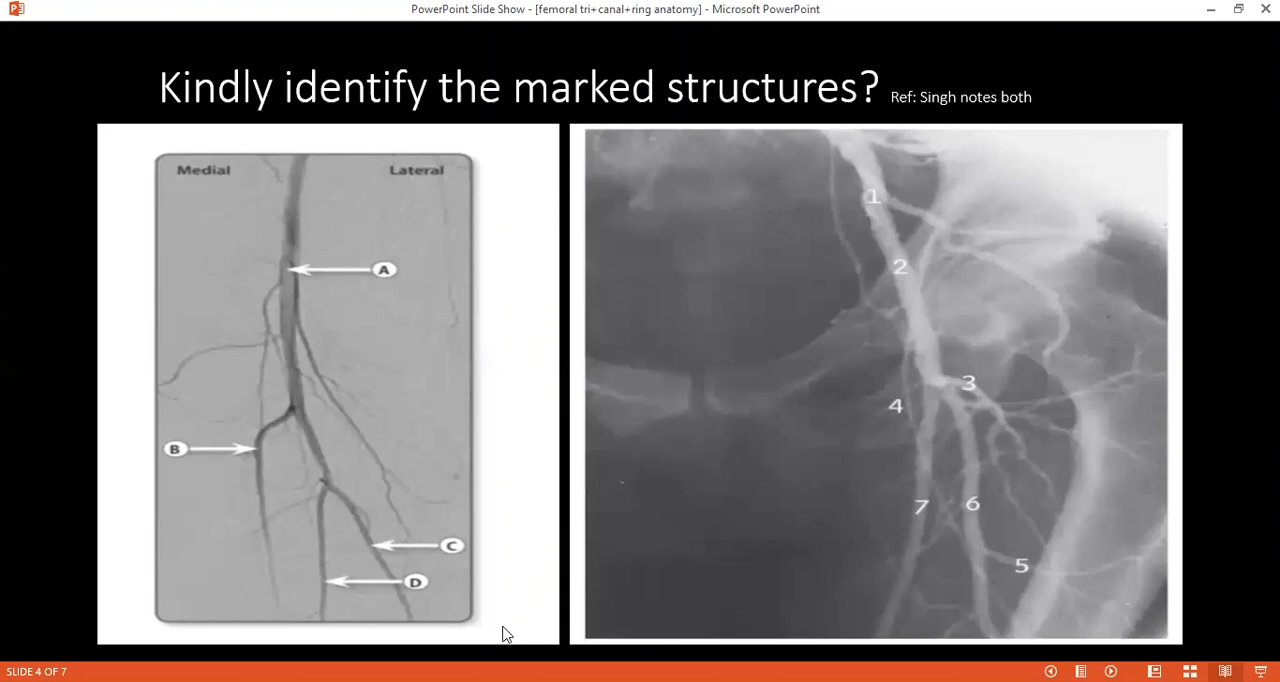 PowerPoint Slide Show - [femoral tri+canal+ring anatomy] - Microsoft PowerPoint
Kindly identify the marked structures? Ref: Singh notes both
Medial
Lateral
A
B
C
D
1
2
3
4
5
6
7
SLIDE 4 OF 7